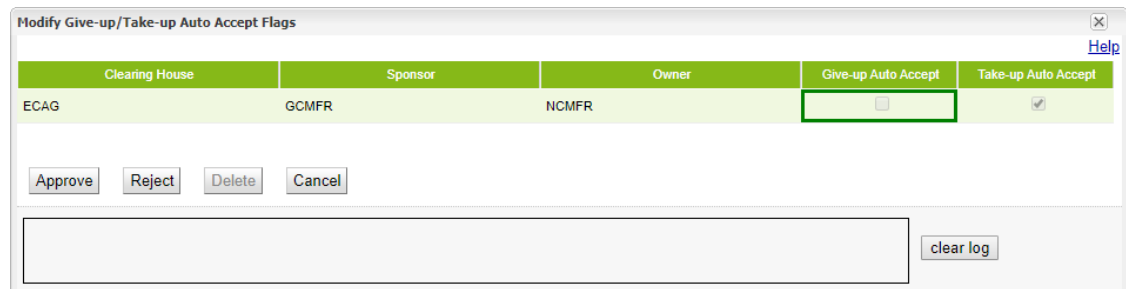 Modify Give-up/Take-up Auto Accept Flags
Help
Clearing House Sponsor Owner Give-up Auto Accept Take-up Auto Accept
ECAG GCMFR NCMFR
Approve Reject Delete Cancel
clear log